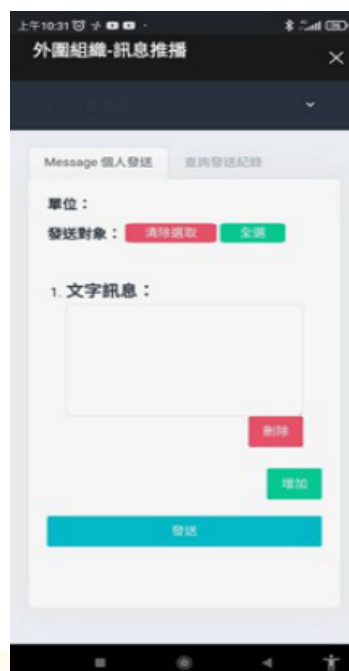 上午10:31
外圍組織-訊息推播
Message 個人發送 查詢發送紀錄
單位：
發送對象： 清除選取 全選
1. 文字訊息：
刪除
增加
發送